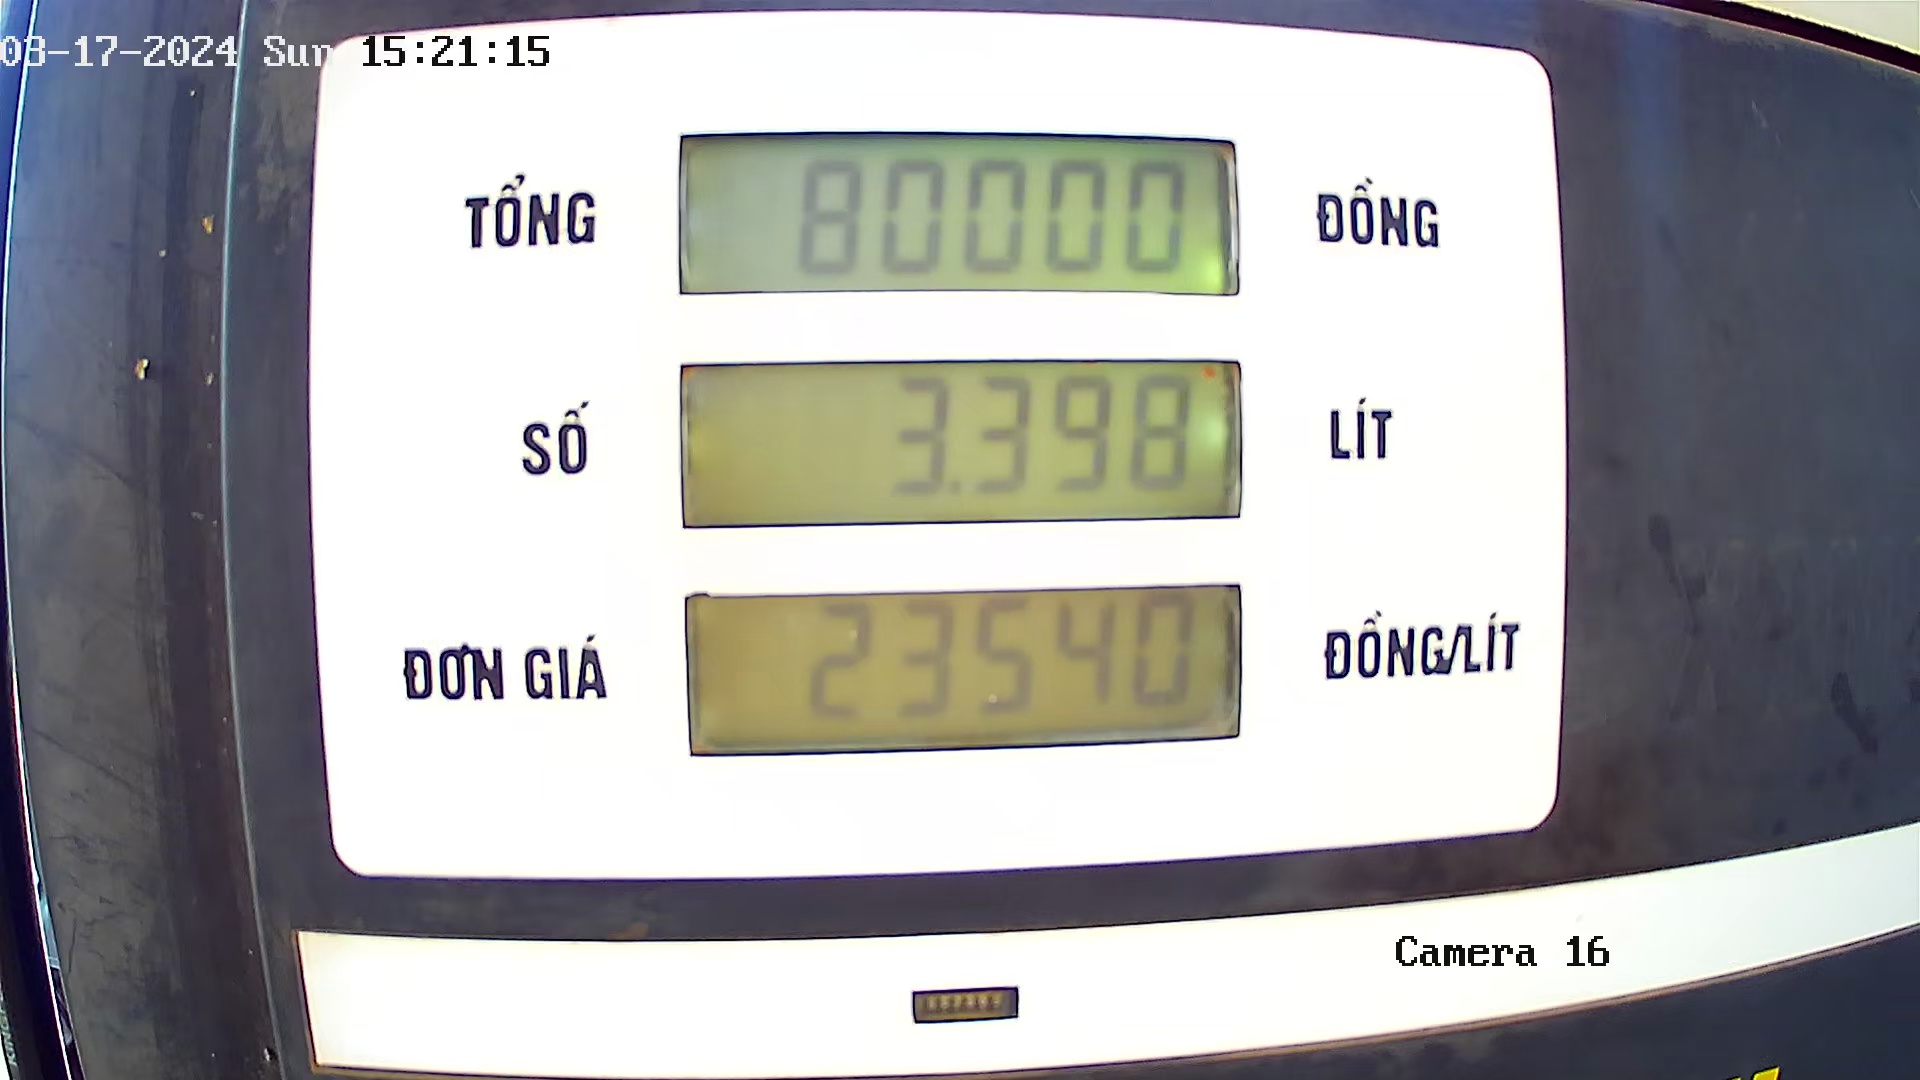 03-17-2024 Sun 15:21:15
TỔNG 80000 ĐỒNG
SỐ 3.398 LÍT
ĐƠN GIÁ 23540 ĐỒNG/LÍT
Camera 16